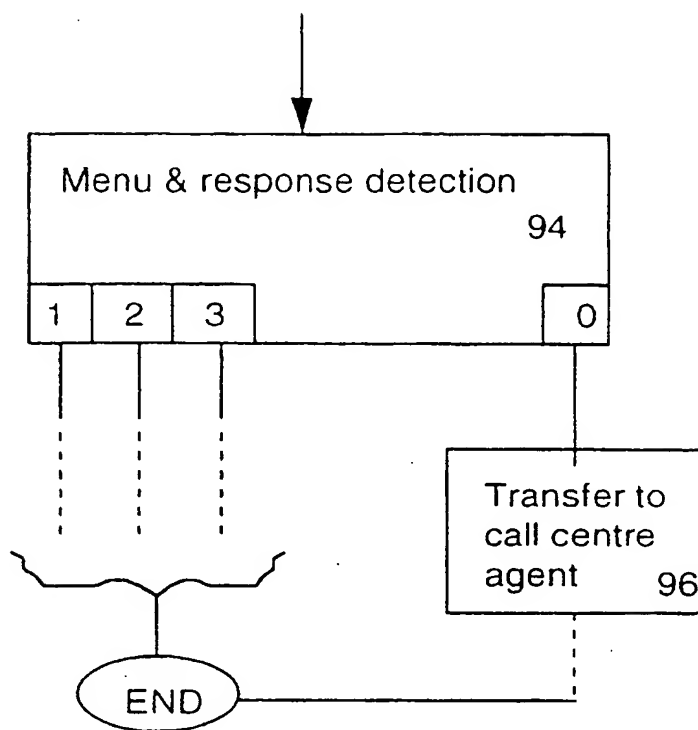 Menu & response detection
94
1 2 3 0
Transfer to
call centre
agent 96
END